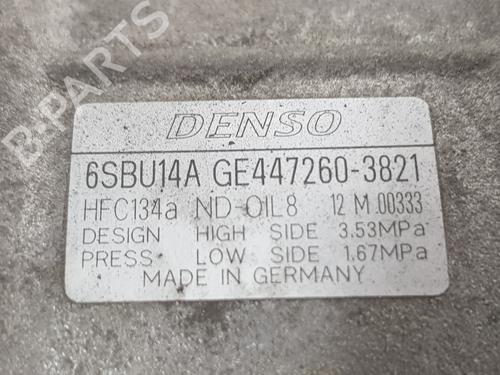 B-PARTS
DENSO
6SBU14A GE447260-3821
HFC134a ND-OIL8 12 M.00333
DESIGN HIGH SIDE 3.53MPa
PRESS LOW SIDE 1.67MPa
MADE IN GERMANY
B-PARTS